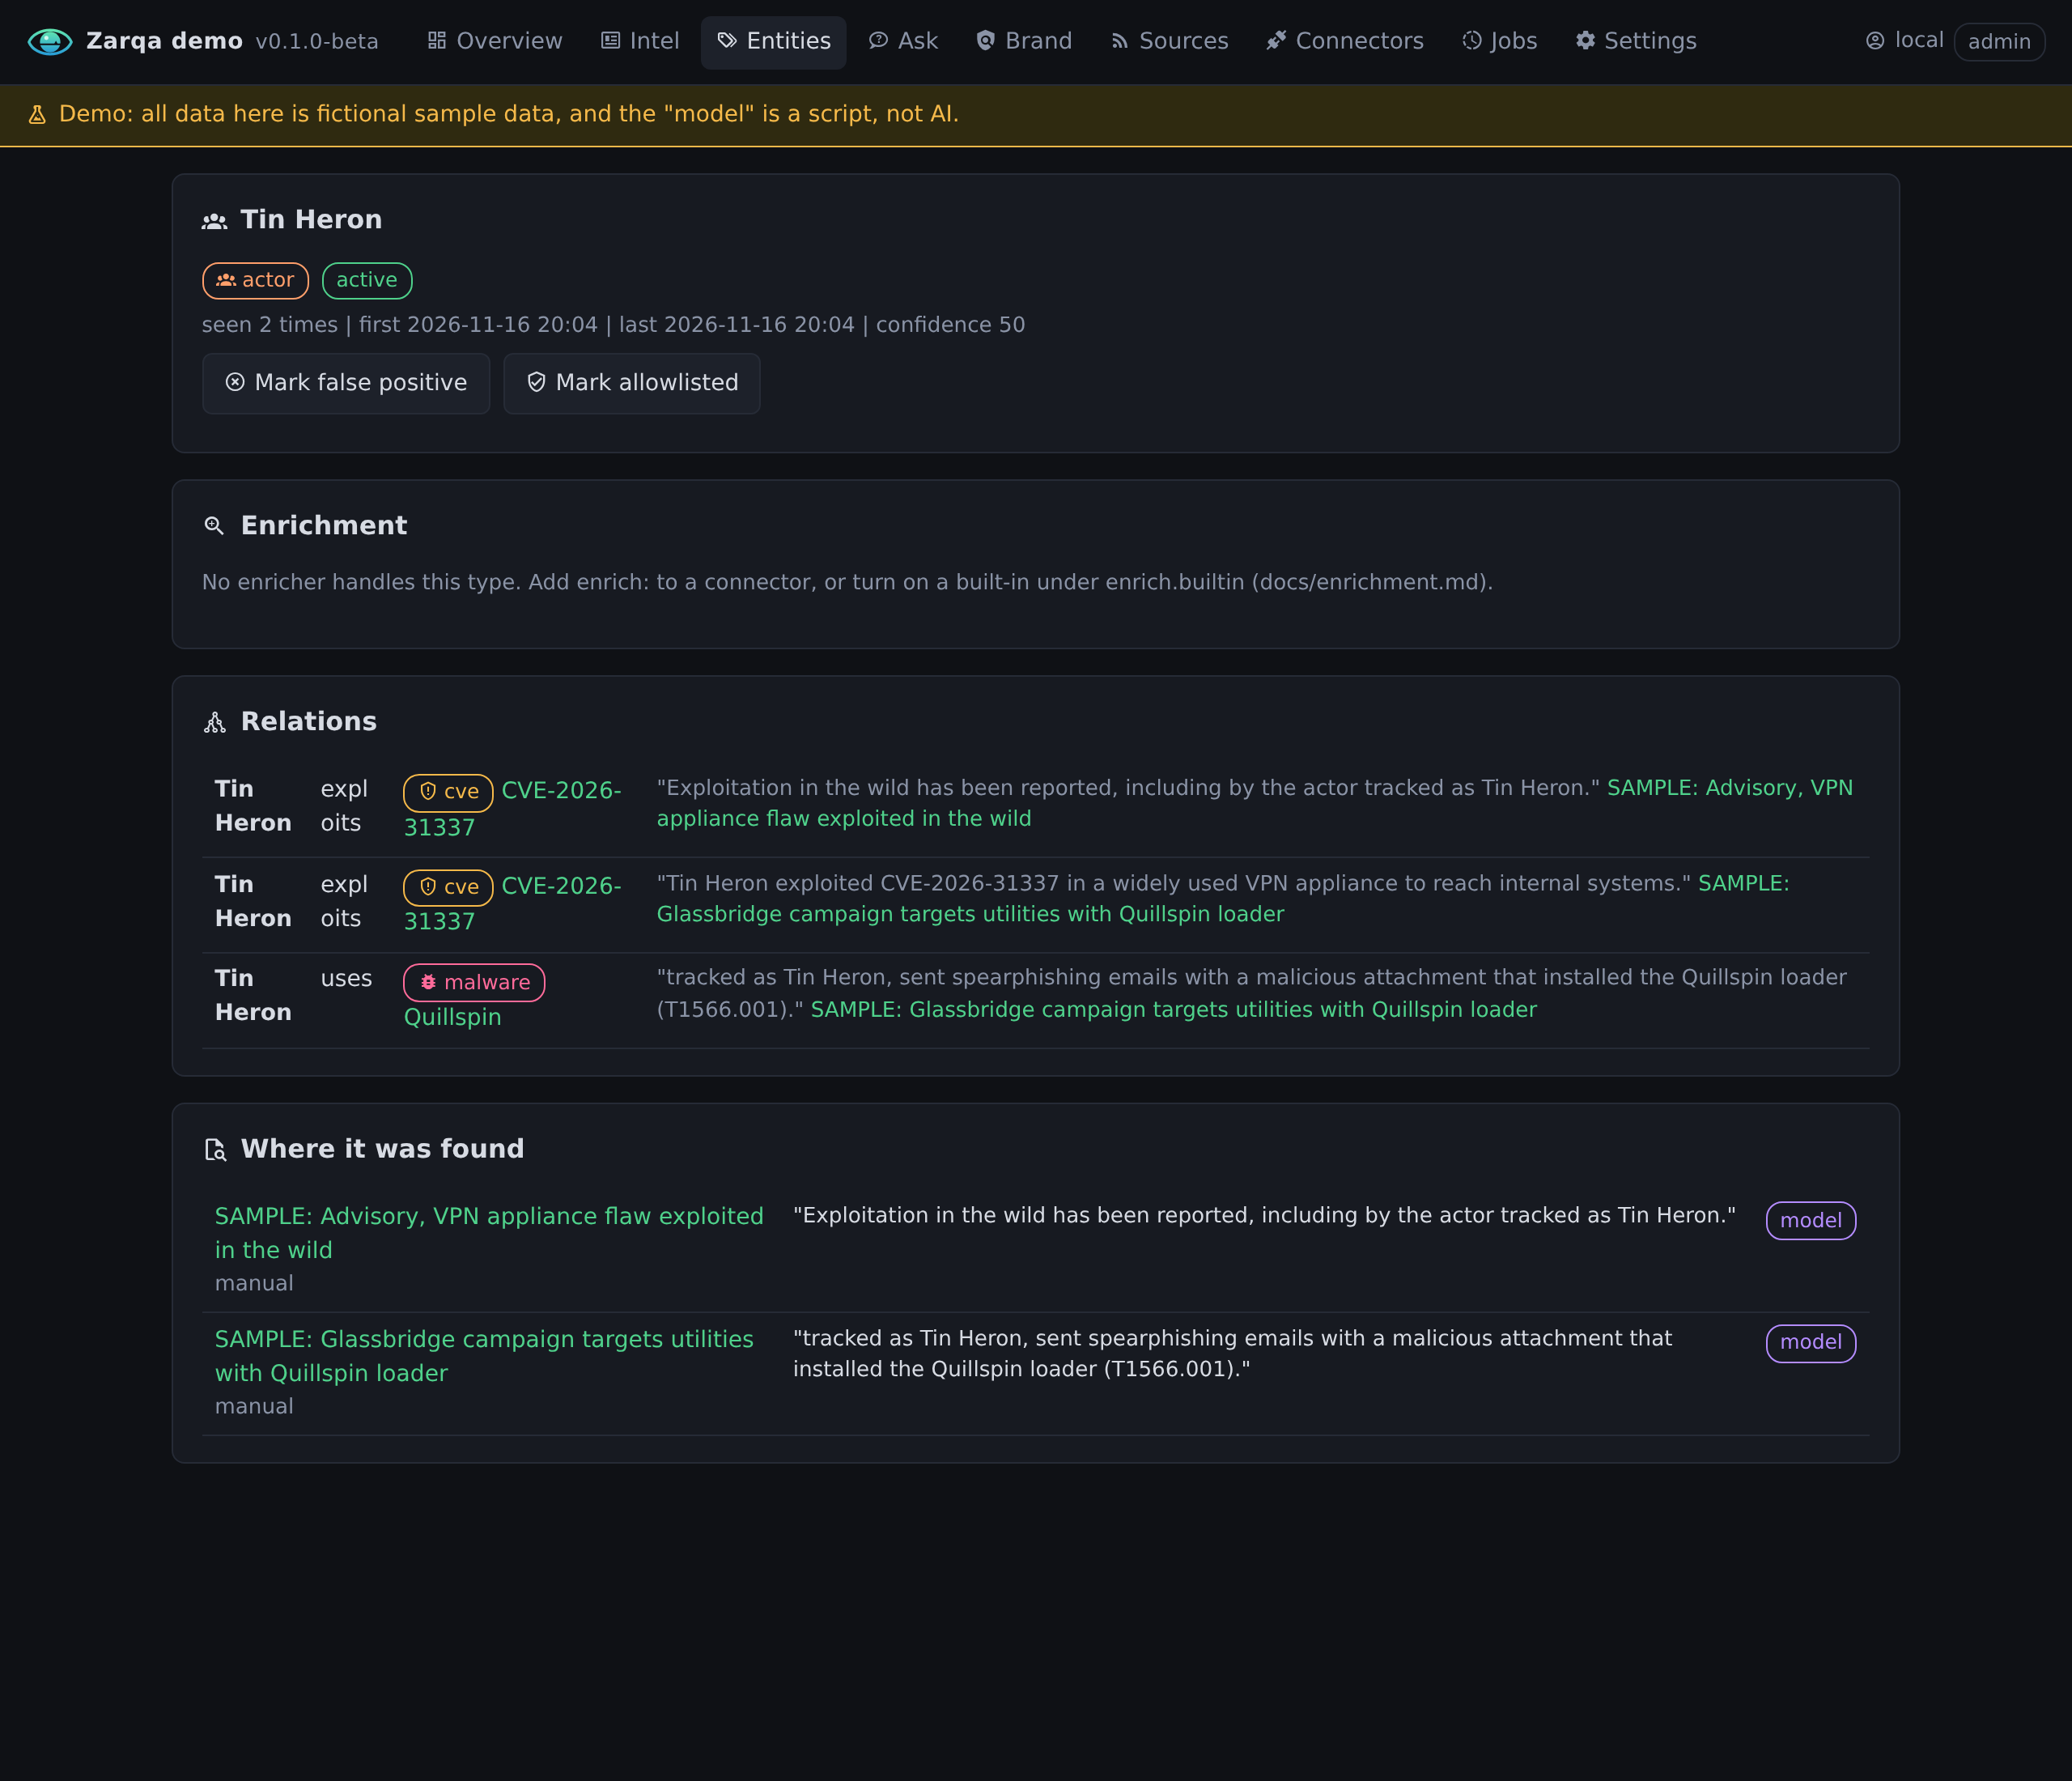 Zarqa demo v0.1.0-beta Overview Intel Entities Ask Brand Sources Connectors Jobs Settings local admin
Demo: all data here is fictional sample data, and the "model" is a script, not AI.
Tin Heron
actor active
seen 2 times | first 2026-11-16 20:04 | last 2026-11-16 20:04 | confidence 50
Mark false positive Mark allowlisted
Enrichment
No enricher handles this type. Add enrich: to a connector, or turn on a built-in under enrich.builtin (docs/enrichment.md).
Relations
Tin
Heron
expl
oits
cve CVE-2026-
31337
"Exploitation in the wild has been reported, including by the actor tracked as Tin Heron." SAMPLE: Advisory, VPN
appliance flaw exploited in the wild
Tin
Heron
expl
oits
cve CVE-2026-
31337
"Tin Heron exploited CVE-2026-31337 in a widely used VPN appliance to reach internal systems." SAMPLE:
Glassbridge campaign targets utilities with Quillspin loader
Tin
Heron
uses
malware
Quillspin
"tracked as Tin Heron, sent spearphishing emails with a malicious attachment that installed the Quillspin loader
(T1566.001)." SAMPLE: Glassbridge campaign targets utilities with Quillspin loader
Where it was found
SAMPLE: Advisory, VPN appliance flaw exploited
in the wild
manual
"Exploitation in the wild has been reported, including by the actor tracked as Tin Heron."
model
SAMPLE: Glassbridge campaign targets utilities
with Quillspin loader
manual
"tracked as Tin Heron, sent spearphishing emails with a malicious attachment that
installed the Quillspin loader (T1566.001)."
model